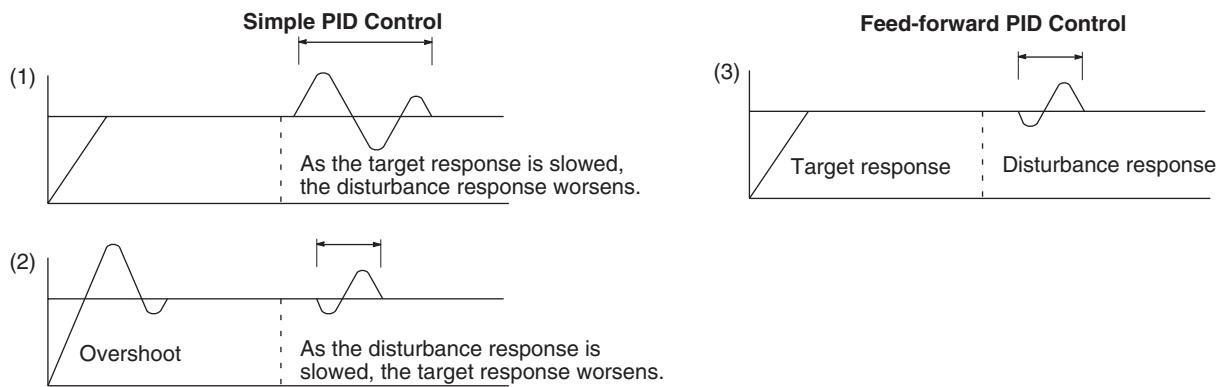 Simple PID Control
(1)
As the target response is slowed,
the disturbance response worsens.
(2)
Overshoot
As the disturbance response is
slowed, the target response worsens.
Feed-forward PID Control
(3)
Target response
Disturbance response